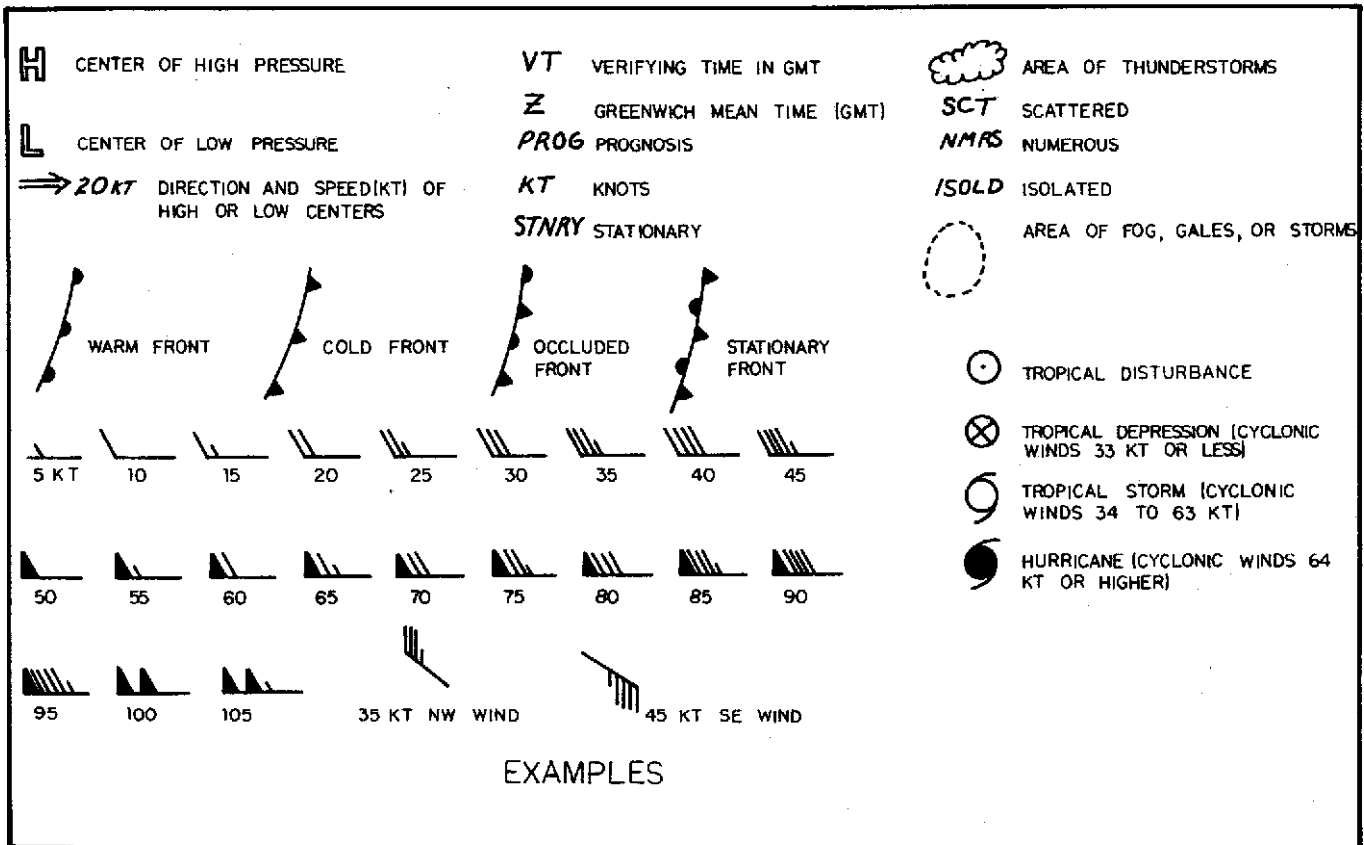 H CENTER OF HIGH PRESSURE
L CENTER OF LOW PRESSURE
20KT DIRECTION AND SPEED(KT) OF
HIGH OR LOW CENTERS
VT VERIFYING TIME IN GMT
Z GREENWICH MEAN TIME (GMT)
PROG PROGNOSIS
KT KNOTS
STNRY STATIONARY
AREA OF THUNDERSTORMS
SCT SCATTERED
NMRS NUMEROUS
ISOLD ISOLATED
AREA OF FOG, GALES, OR STORMS
WARM FRONT
COLD FRONT
OCCLUDED
FRONT
STATIONARY
FRONT
TROPICAL DISTURBANCE
TROPICAL DEPRESSION (CYCLONIC
WINDS 33 KT OR LESS)
TROPICAL STORM (CYCLONIC
WINDS 34 TO 63 KT)
HURRICANE (CYCLONIC WINDS 64
KT OR HIGHER)
5 KT 10 15 20 25 30 35 40 45
50 55 60 65 70 75 80 85 90
95 100 105 35 KT NW WIND 45 KT SE WIND
EXAMPLES